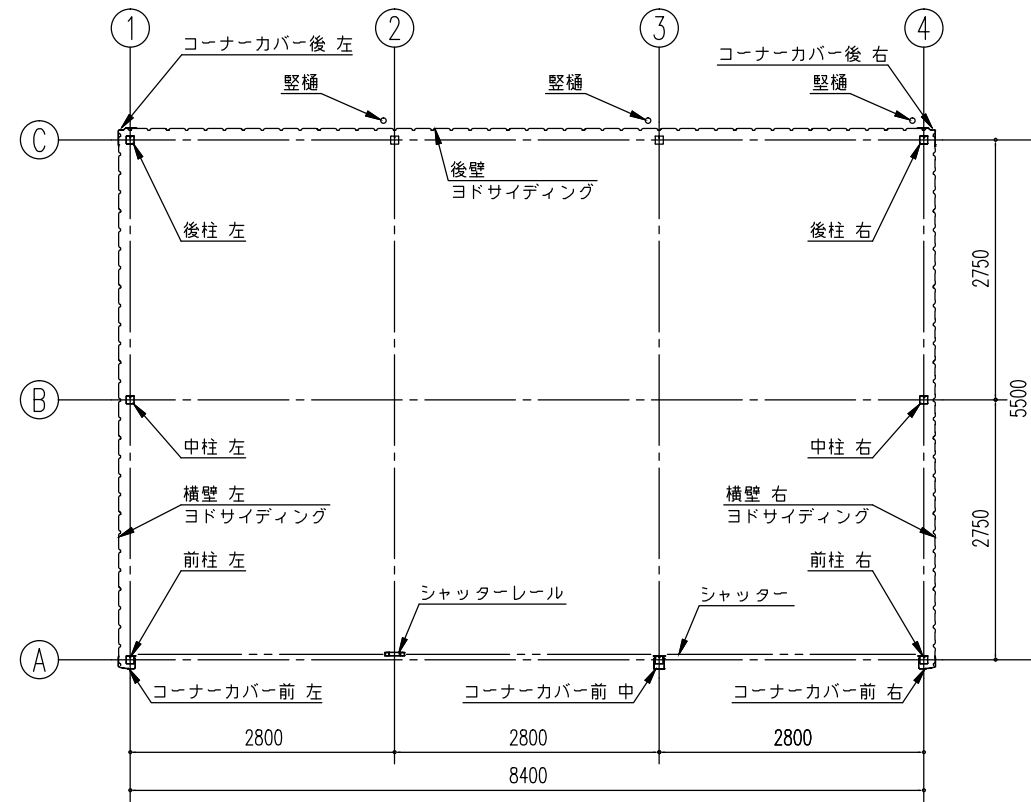 1
2
3
4
コーナーカバー後 左
コーナーカバー後 右
竪樋
竪樋
竪樋
C
後壁
ヨドサイディング
後柱 左
後柱 右
2750
B
5500
中柱 左
中柱 右
横壁 左
ヨドサイディング
横壁 右
ヨドサイディング
2750
前柱 左
前柱 右
シャッターレール
シャッター
A
コーナーカバー前 左
コーナーカバー前 中
コーナーカバー前 右
2800
2800
2800
8400